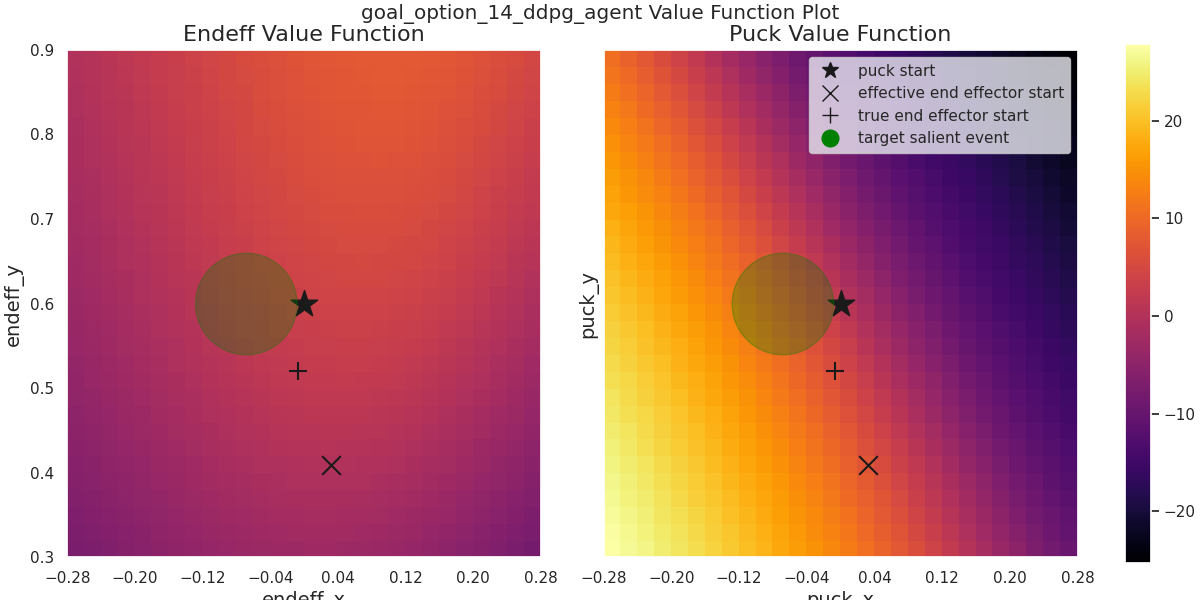 goal_option_14_ddpg_agent Value Function Plot
Endeff Value Function
Puck Value Function
puck start
effective end effector start
true end effector start
target salient event
0.9
0.8
0.7
0.6
0.5
0.4
0.3
endeff_y
−0.28 −0.20 −0.12 −0.04 0.04 0.12 0.20 0.28
endeff_x
puck_y
−0.28 −0.20 −0.12 −0.04 0.04 0.12 0.20 0.28
puck_x
20
10
0
−10
−20